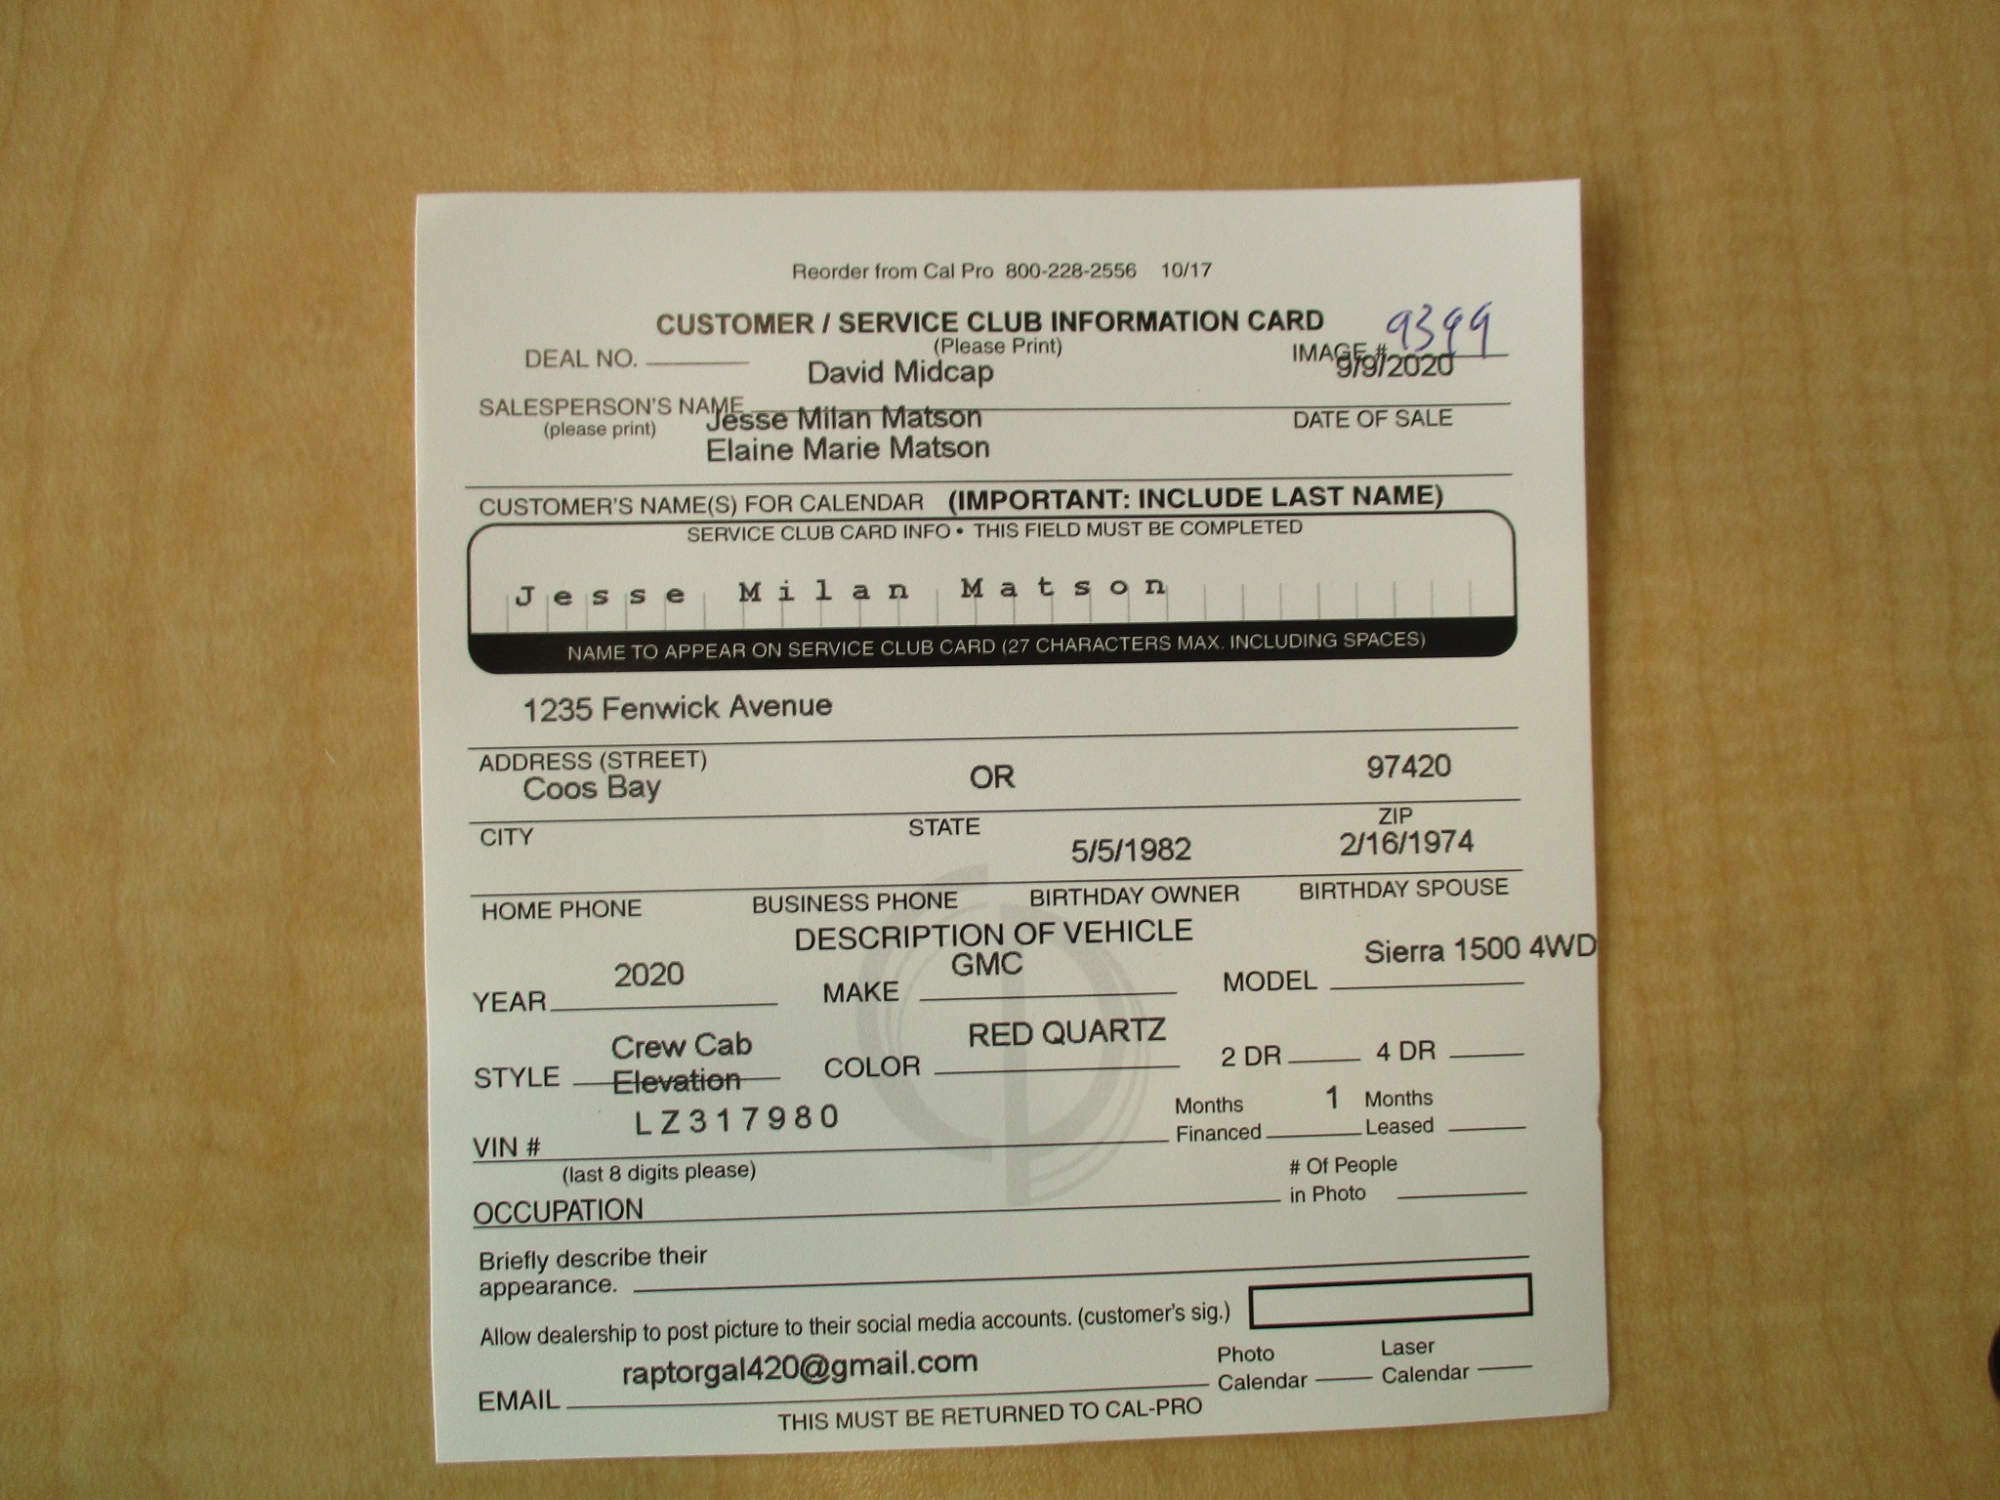 Reorder from Cal Pro 800-228-2556 10/17
CUSTOMER / SERVICE CLUB INFORMATION CARD
(Please Print)
9399
DEAL NO.
IMAGE #
David Midcap
9/9/2020
SALESPERSON'S NAME
(please print)
DATE OF SALE
Jesse Milan Matson
Elaine Marie Matson
CUSTOMER'S NAME(S) FOR CALENDAR (IMPORTANT: INCLUDE LAST NAME)
SERVICE CLUB CARD INFO • THIS FIELD MUST BE COMPLETED
Jesse Milan Matson
NAME TO APPEAR ON SERVICE CLUB CARD (27 CHARACTERS MAX. INCLUDING SPACES)
1235 Fenwick Avenue
ADDRESS (STREET)
Coos Bay OR 97420
CITY STATE ZIP
5/5/1982 2/16/1974
HOME PHONE BUSINESS PHONE BIRTHDAY OWNER BIRTHDAY SPOUSE
DESCRIPTION OF VEHICLE
2020 GMC Sierra 1500 4WD
YEAR MAKE MODEL
Crew Cab RED QUARTZ
STYLE Elevation COLOR 2 DR 4 DR
LZ317980
Months 1 Months
VIN # Financed Leased
(last 8 digits please)
# Of People
OCCUPATION in Photo
Briefly describe their
appearance.
Allow dealership to post picture to their social media accounts. (customer's sig.)
raptorgal420@gmail.com
Photo Laser
EMAIL Calendar Calendar
THIS MUST BE RETURNED TO CAL-PRO